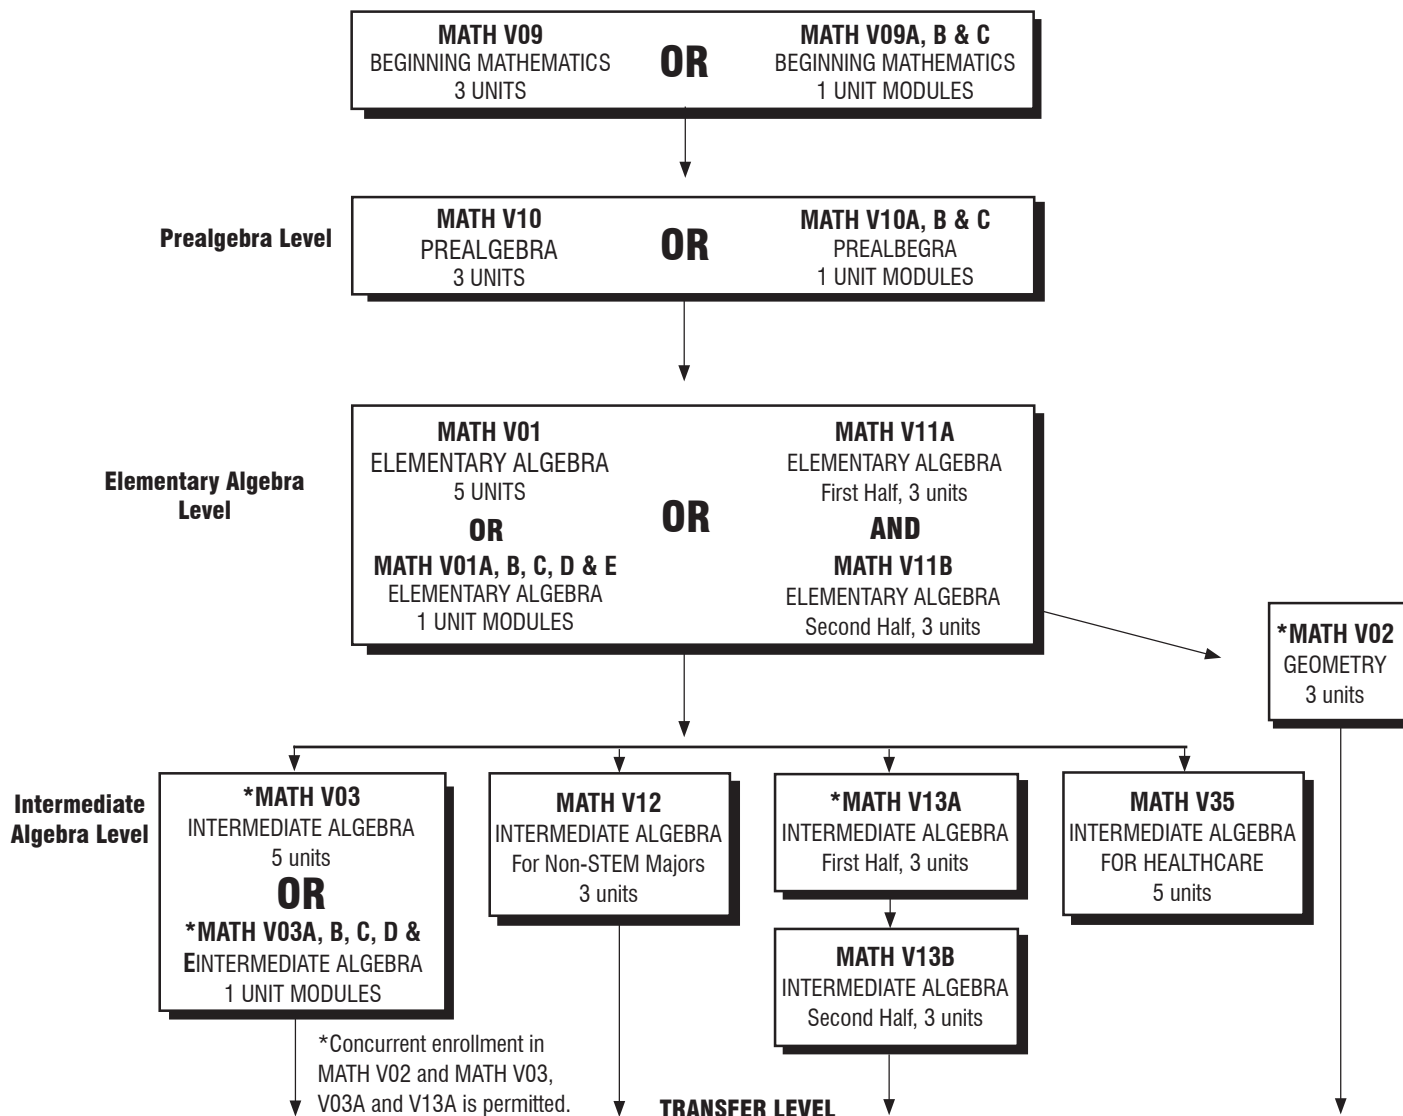 MATH V09
BEGINNING MATHEMATICS
3 UNITS
OR
MATH V09A, B & C
BEGINNING MATHEMATICS
1 UNIT MODULES
Prealgebra Level
MATH V10
PREALGEBRA
3 UNITS
OR
MATH V10A, B & C
PREALBEGRA
1 UNIT MODULES
Elementary Algebra
Level
MATH V01
ELEMENTARY ALGEBRA
5 UNITS
OR
MATH V01A, B, C, D & E
ELEMENTARY ALGEBRA
1 UNIT MODULES
OR
MATH V11A
ELEMENTARY ALGEBRA
First Half, 3 units
AND
MATH V11B
ELEMENTARY ALGEBRA
Second Half, 3 units
*MATH V02
GEOMETRY
3 units
Intermediate
Algebra Level
*MATH V03
INTERMEDIATE ALGEBRA
5 units
OR
*MATH V03A, B, C, D &
EINTERMEDIATE ALGEBRA
1 UNIT MODULES
MATH V12
INTERMEDIATE ALGEBRA
For Non-STEM Majors
3 units
*MATH V13A
INTERMEDIATE ALGEBRA
First Half, 3 units
MATH V13B
INTERMEDIATE ALGEBRA
Second Half, 3 units
MATH V35
INTERMEDIATE ALGEBRA
FOR HEALTHCARE
5 units
*Concurrent enrollment in
MATH V02 and MATH V03,
V03A and V13A is permitted.
TRANSFER LEVEL